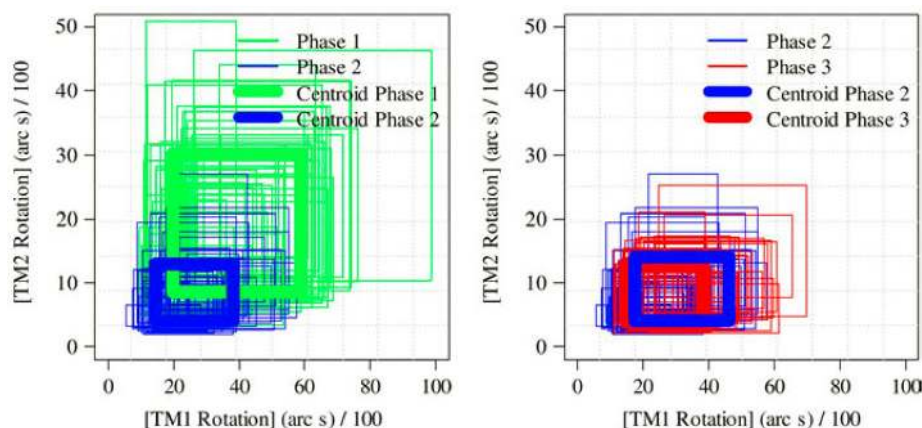 50
40
30
20
10
0
[TM2 Rotation] (arc s) / 100
Phase 1
Phase 2
Centroid Phase 1
Centroid Phase 2
0 20 40 60 80 100
[TM1 Rotation] (arc s) / 100
50
40
30
20
10
0
[TM2 Rotation] (arc s) / 100
Phase 2
Phase 3
Centroid Phase 2
Centroid Phase 3
0 20 40 60 80 100
[TM1 Rotation] (arc s) / 100